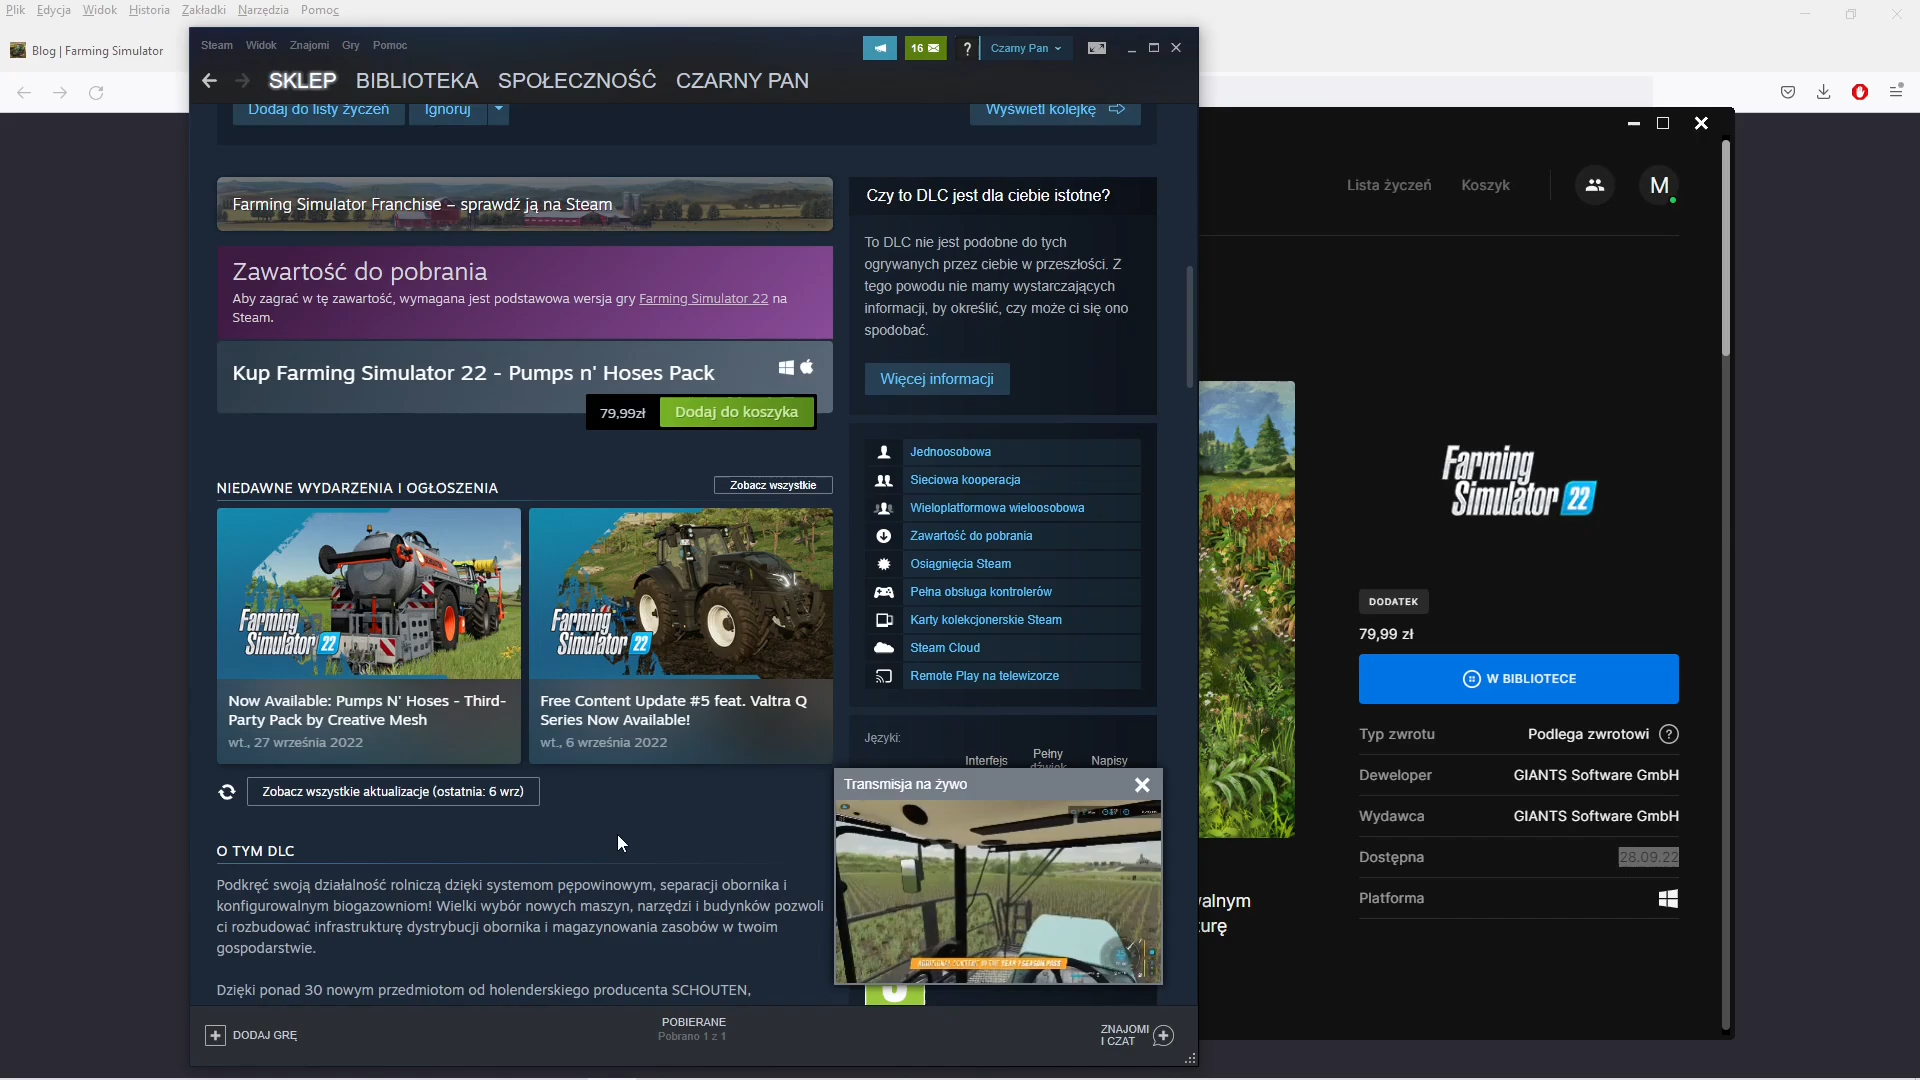 Plik Edycja Widok Historia Zakładki Narzędzia Pomoc
Blog | Farming Simulator
Steam Widok Znajomi Gry Pomoc
16
?
Czarny Pan
SKLEP BIBLIOTEKA SPOŁECZNOŚĆ CZARNY PAN
Dodaj do listy życzeń
Ignoruj
Wyświetl kolejkę
Farming Simulator Franchise – sprawdź ją na Steam
Zawartość do pobrania
Aby zagrać w tę zawartość, wymagana jest podstawowa wersja gry Farming Simulator 22 na
Steam.
Kup Farming Simulator 22 - Pumps n' Hoses Pack
79,99zł
Dodaj do koszyka
NIEDAWNE WYDARZENIA I OGŁOSZENIA
Zobacz wszystkie
Farming
Simulator 22
Now Available: Pumps N' Hoses - Third-
Party Pack by Creative Mesh
wt., 27 września 2022
Farming
Simulator 22
Free Content Update #5 feat. Valtra Q
Series Now Available!
wt., 6 września 2022
Zobacz wszystkie aktualizacje (ostatnia: 6 wrz)
O TYM DLC
Podkręć swoją działalność rolniczą dzięki systemom pępowinowym, separacji obornika i
konfigurowalnym biogazowniom! Wielki wybór nowych maszyn, narzędzi i budynków pozwoli
ci rozbudować infrastrukturę dystrybucji obornika i magazynowania zasobów w twoim
gospodarstwie.
Dzięki ponad 30 nowym przedmiotom od holenderskiego producenta SCHOUTEN,
Czy to DLC jest dla ciebie istotne?
To DLC nie jest podobne do tych
ogrywanych przez ciebie w przeszłości. Z
tego powodu nie mamy wystarczających
informacji, by określić, czy może ci się ono
spodobać.
Więcej informacji
Jednoosobowa
Sieciowa kooperacja
Wieloplatformowa wieloosobowa
Zawartość do pobrania
Osiągnięcia Steam
Pełna obsługa kontrolerów
Karty kolekcjonerskie Steam
Steam Cloud
Remote Play na telewizorze
Języki:
Interfejs
Pełny
dźwięk
Napisy
Transmisja na żywo
ADDITIONAL CONTENT IN THE YEAR 1 SEASON PASS
DODAJ GRĘ
POBIERANE
Pobrano 1 z 1
ZNAJOMI
I CZAT
Lista życzeń
Koszyk
M
Farming
Simulator 22
DODATEK
79,99 zł
W BIBLIOTECE
Typ zwrotu
Podlega zwrotowi ?
Deweloper
GIANTS Software GmbH
Wydawca
GIANTS Software GmbH
Dostępna
28.09.22
Platforma